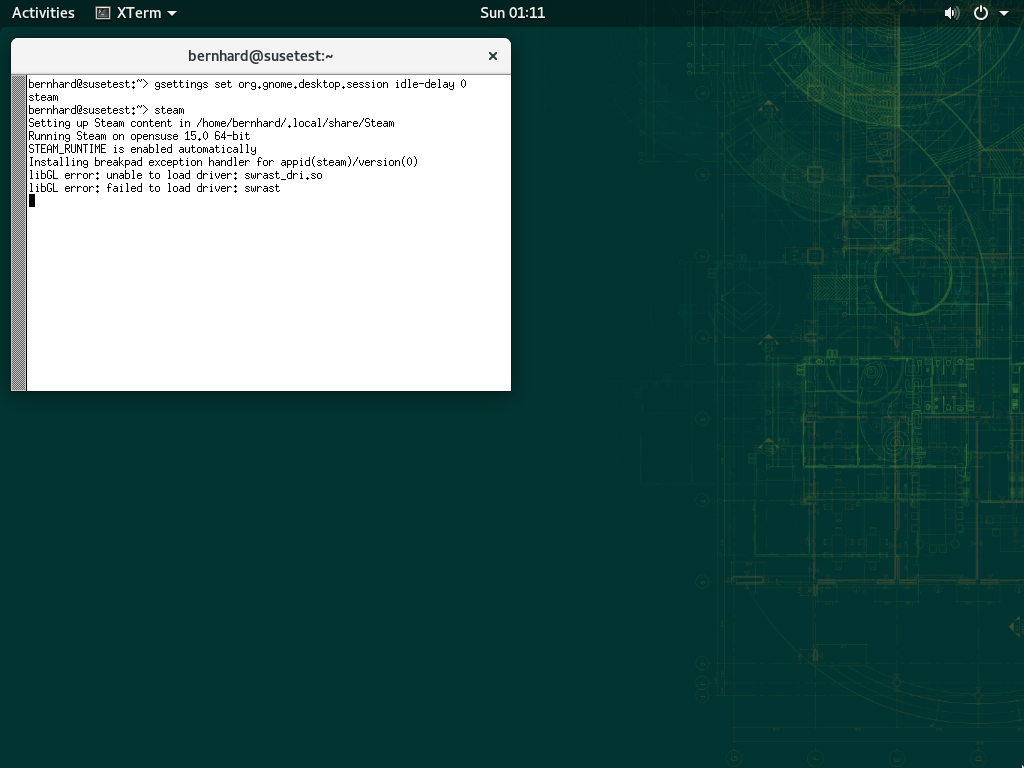 Activities XTerm Sun 01:11
bernhard@susetest:~
bernhard@susetest:~> gsettings set org.gnome.desktop.session idle-delay 0
steam
bernhard@susetest:~> steam
Setting up Steam content in /home/bernhard/.local/share/Steam
Running Steam on opensuse 15.0 64-bit
STEAM_RUNTIME is enabled automatically
Installing breakpad exception handler for appid(steam)/version(0)
libGL error: unable to load driver: swrast_dri.so
libGL error: failed to load driver: swrast